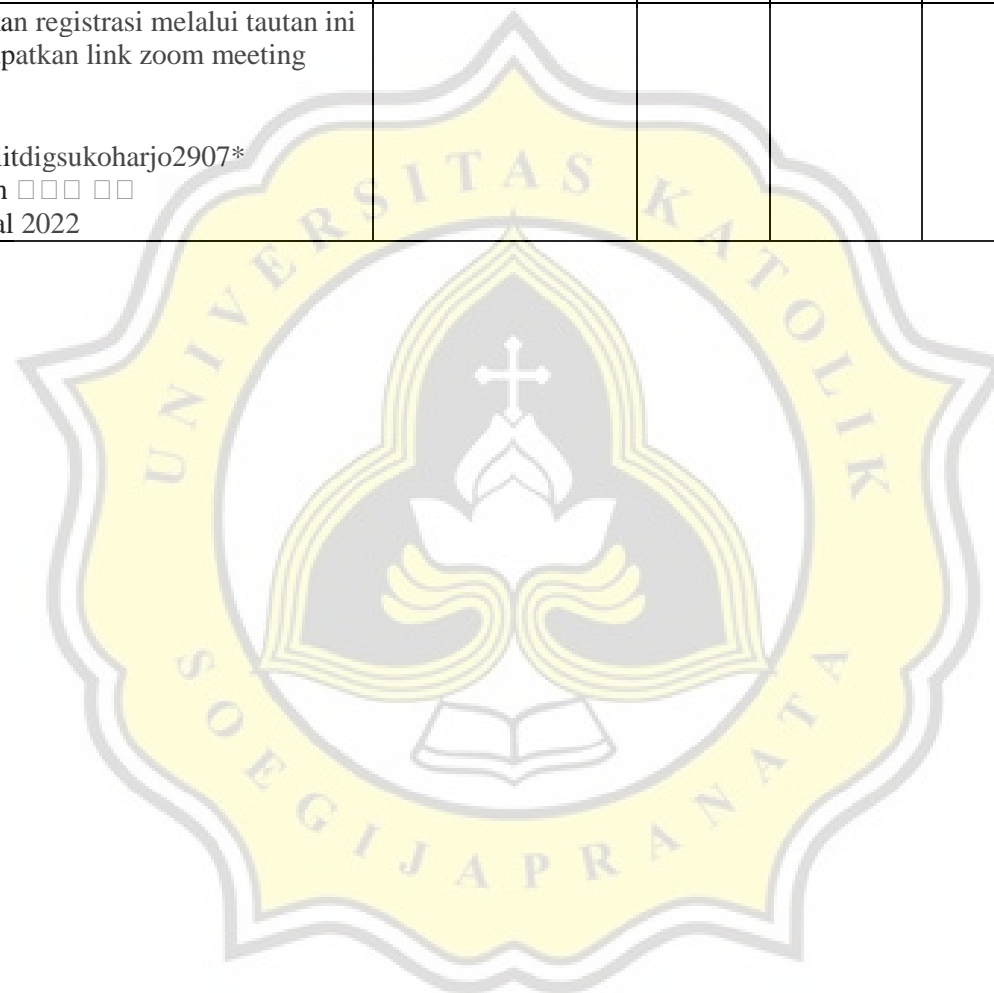 an registrasi melalui tautan ini
patkan link zoom meeting
itdigsukoharjo2907*
n □□□ □□
al 2022
UNIVERSITAS KATOLIK
SOEGIJAPRANATA